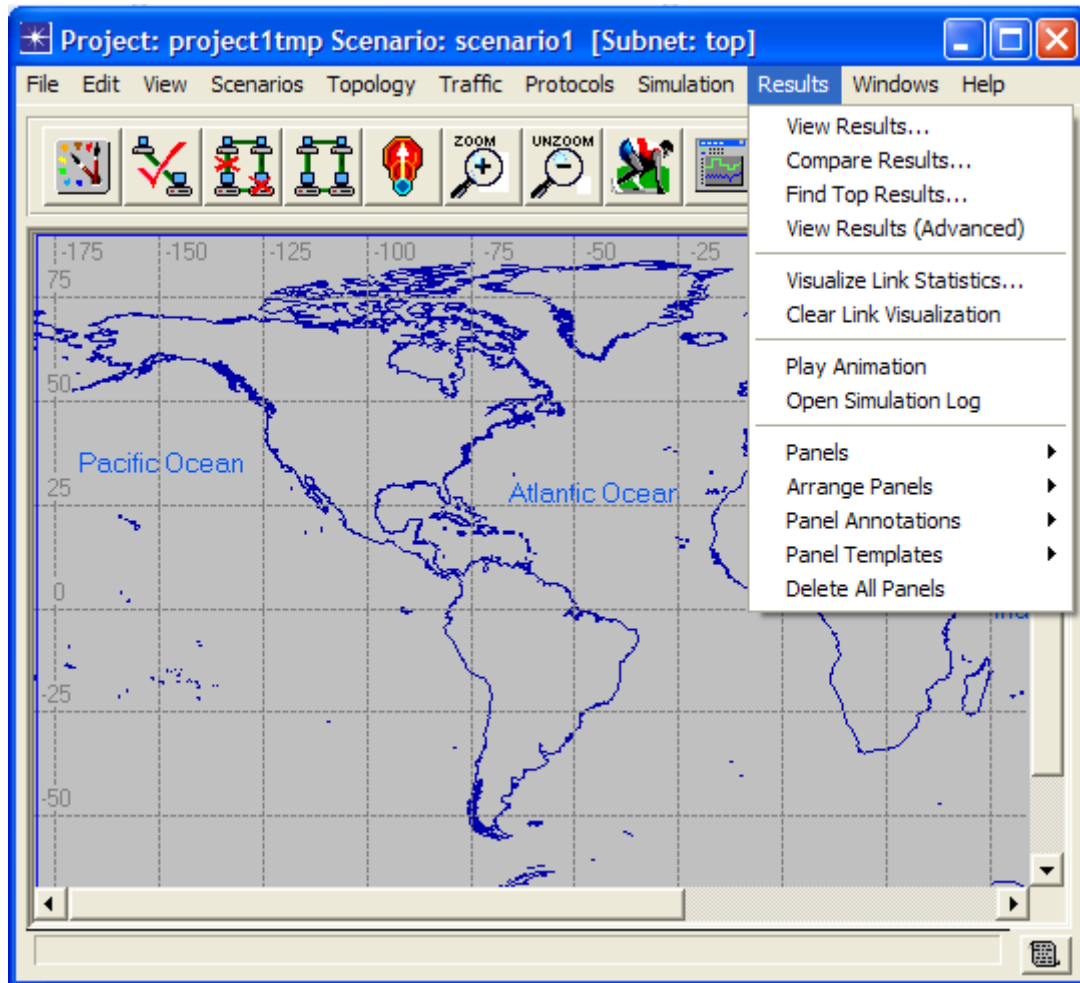 Project: project1tmp Scenario: scenario1 [Subnet: top]
File Edit View Scenarios Topology Traffic Protocols Simulation Results Windows Help
ZOOM UNZOOM
View Results...
Compare Results...
Find Top Results...
View Results (Advanced)
Visualize Link Statistics...
Clear Link Visualization
Play Animation
Open Simulation Log
Panels
Arrange Panels
Panel Annotations
Panel Templates
Delete All Panels
-175 -150 -125 -100 -75 -50 -25
75
50
Pacific Ocean
25
Atlantic Ocean
0
-25
-50